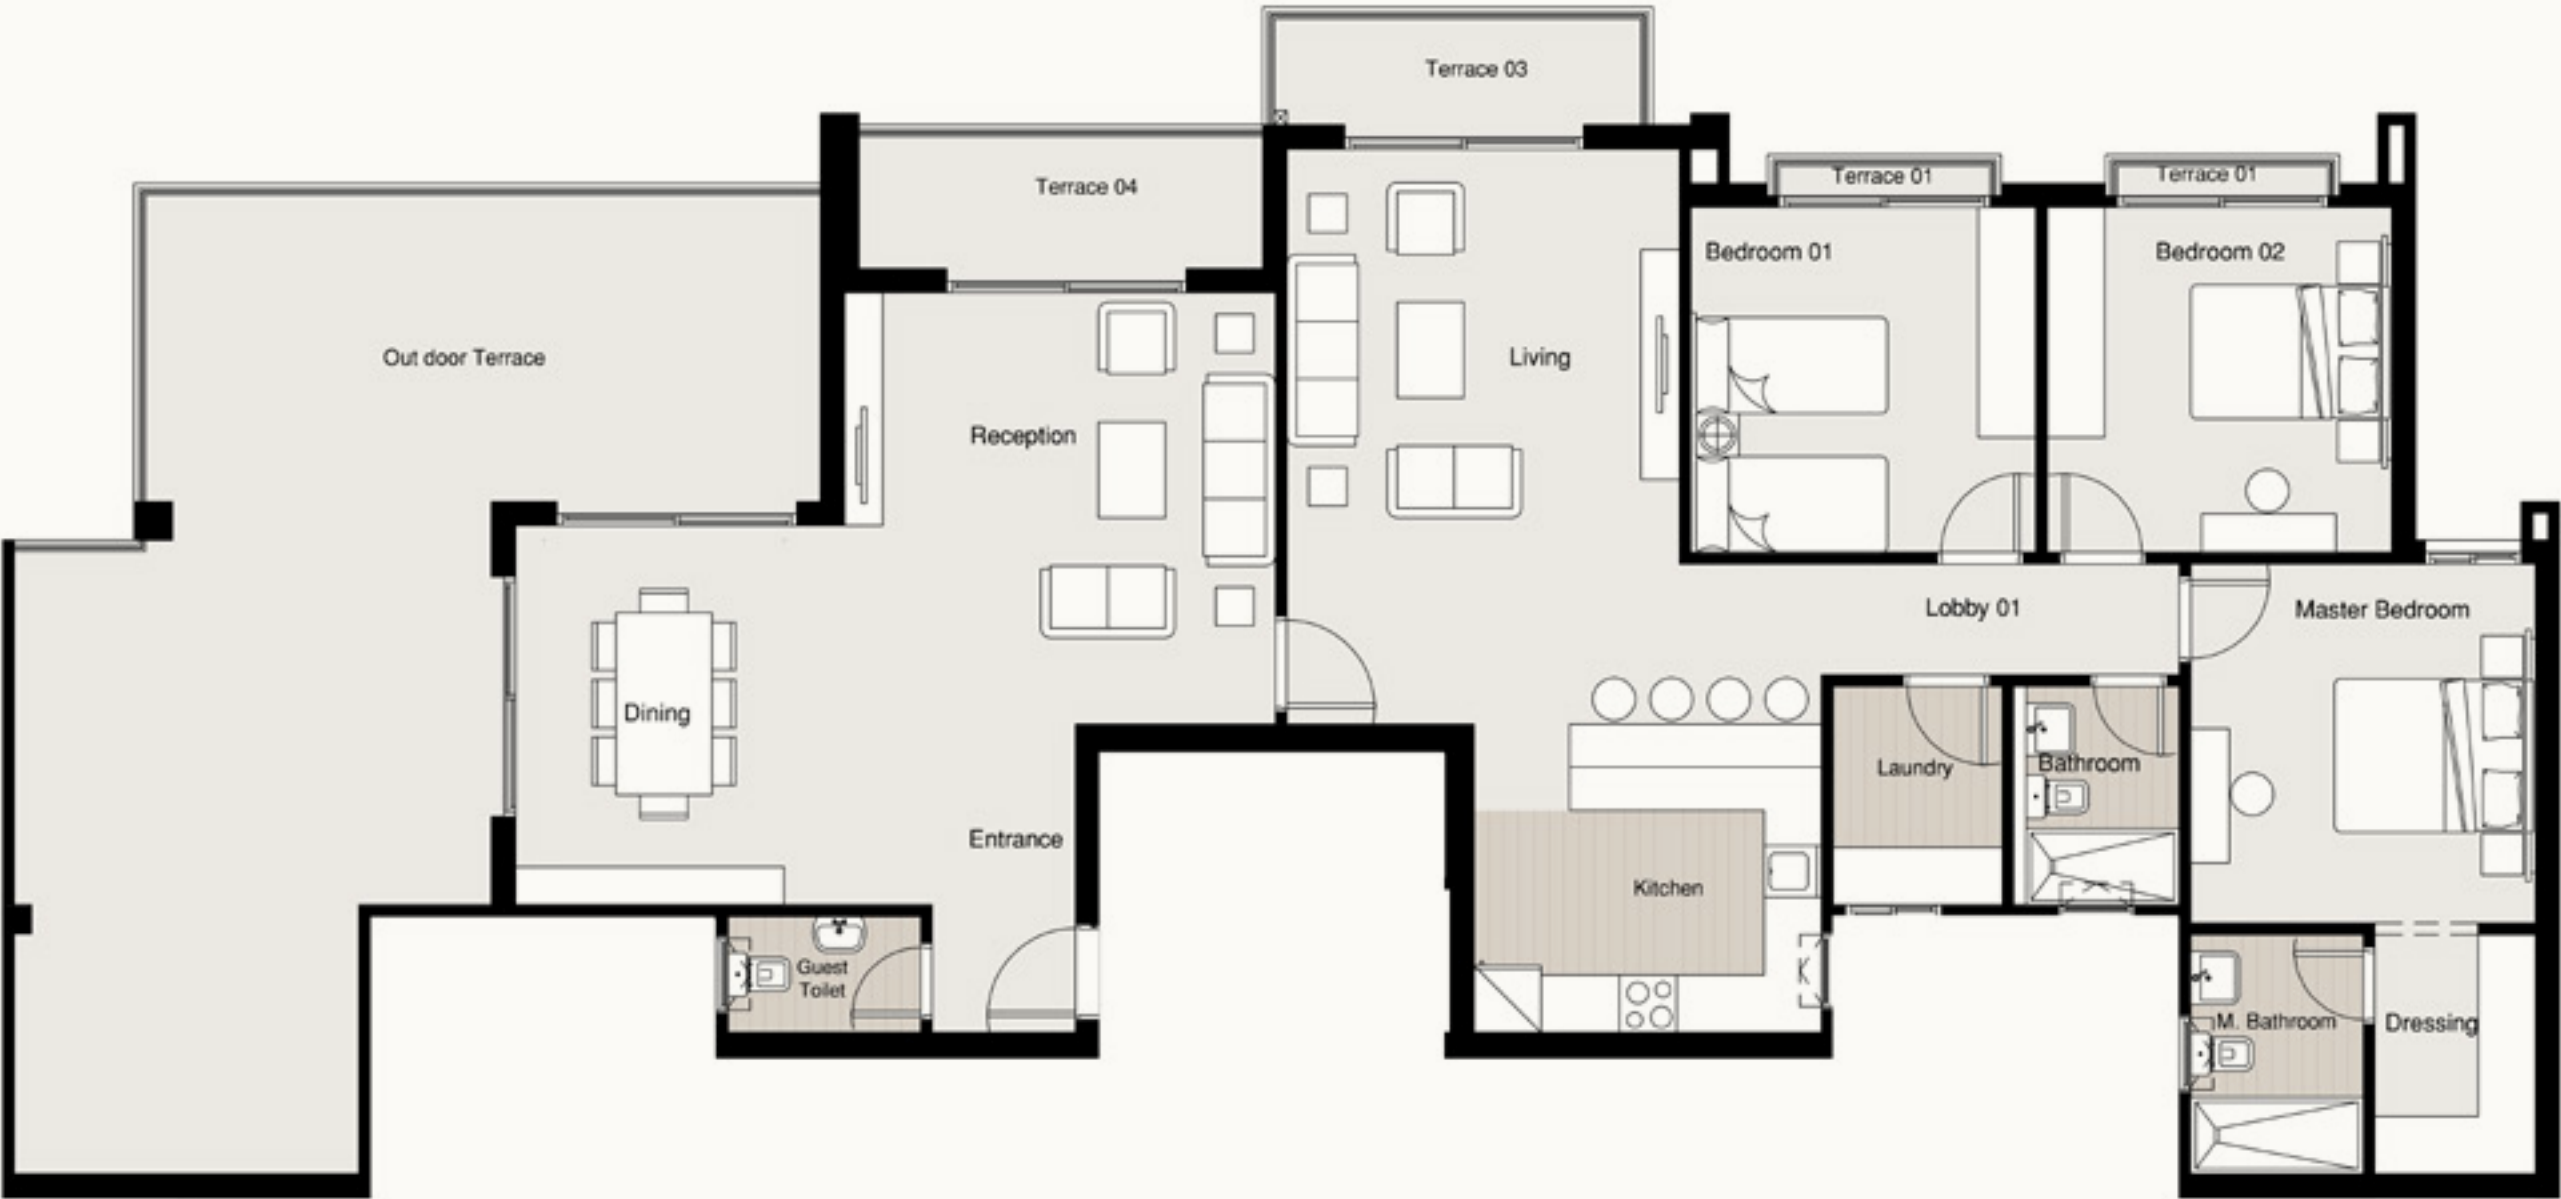 Terrace 03
Terrace 04
Terrace 01
Terrace 01
Bedroom 01
Bedroom 02
Out door Terrace
Living
Reception
Lobby 01
Master Bedroom
Dining
Laundry
Bathroom
Entrance
Kitchen
Guest
Toilet
M. Bathroom
Dressing